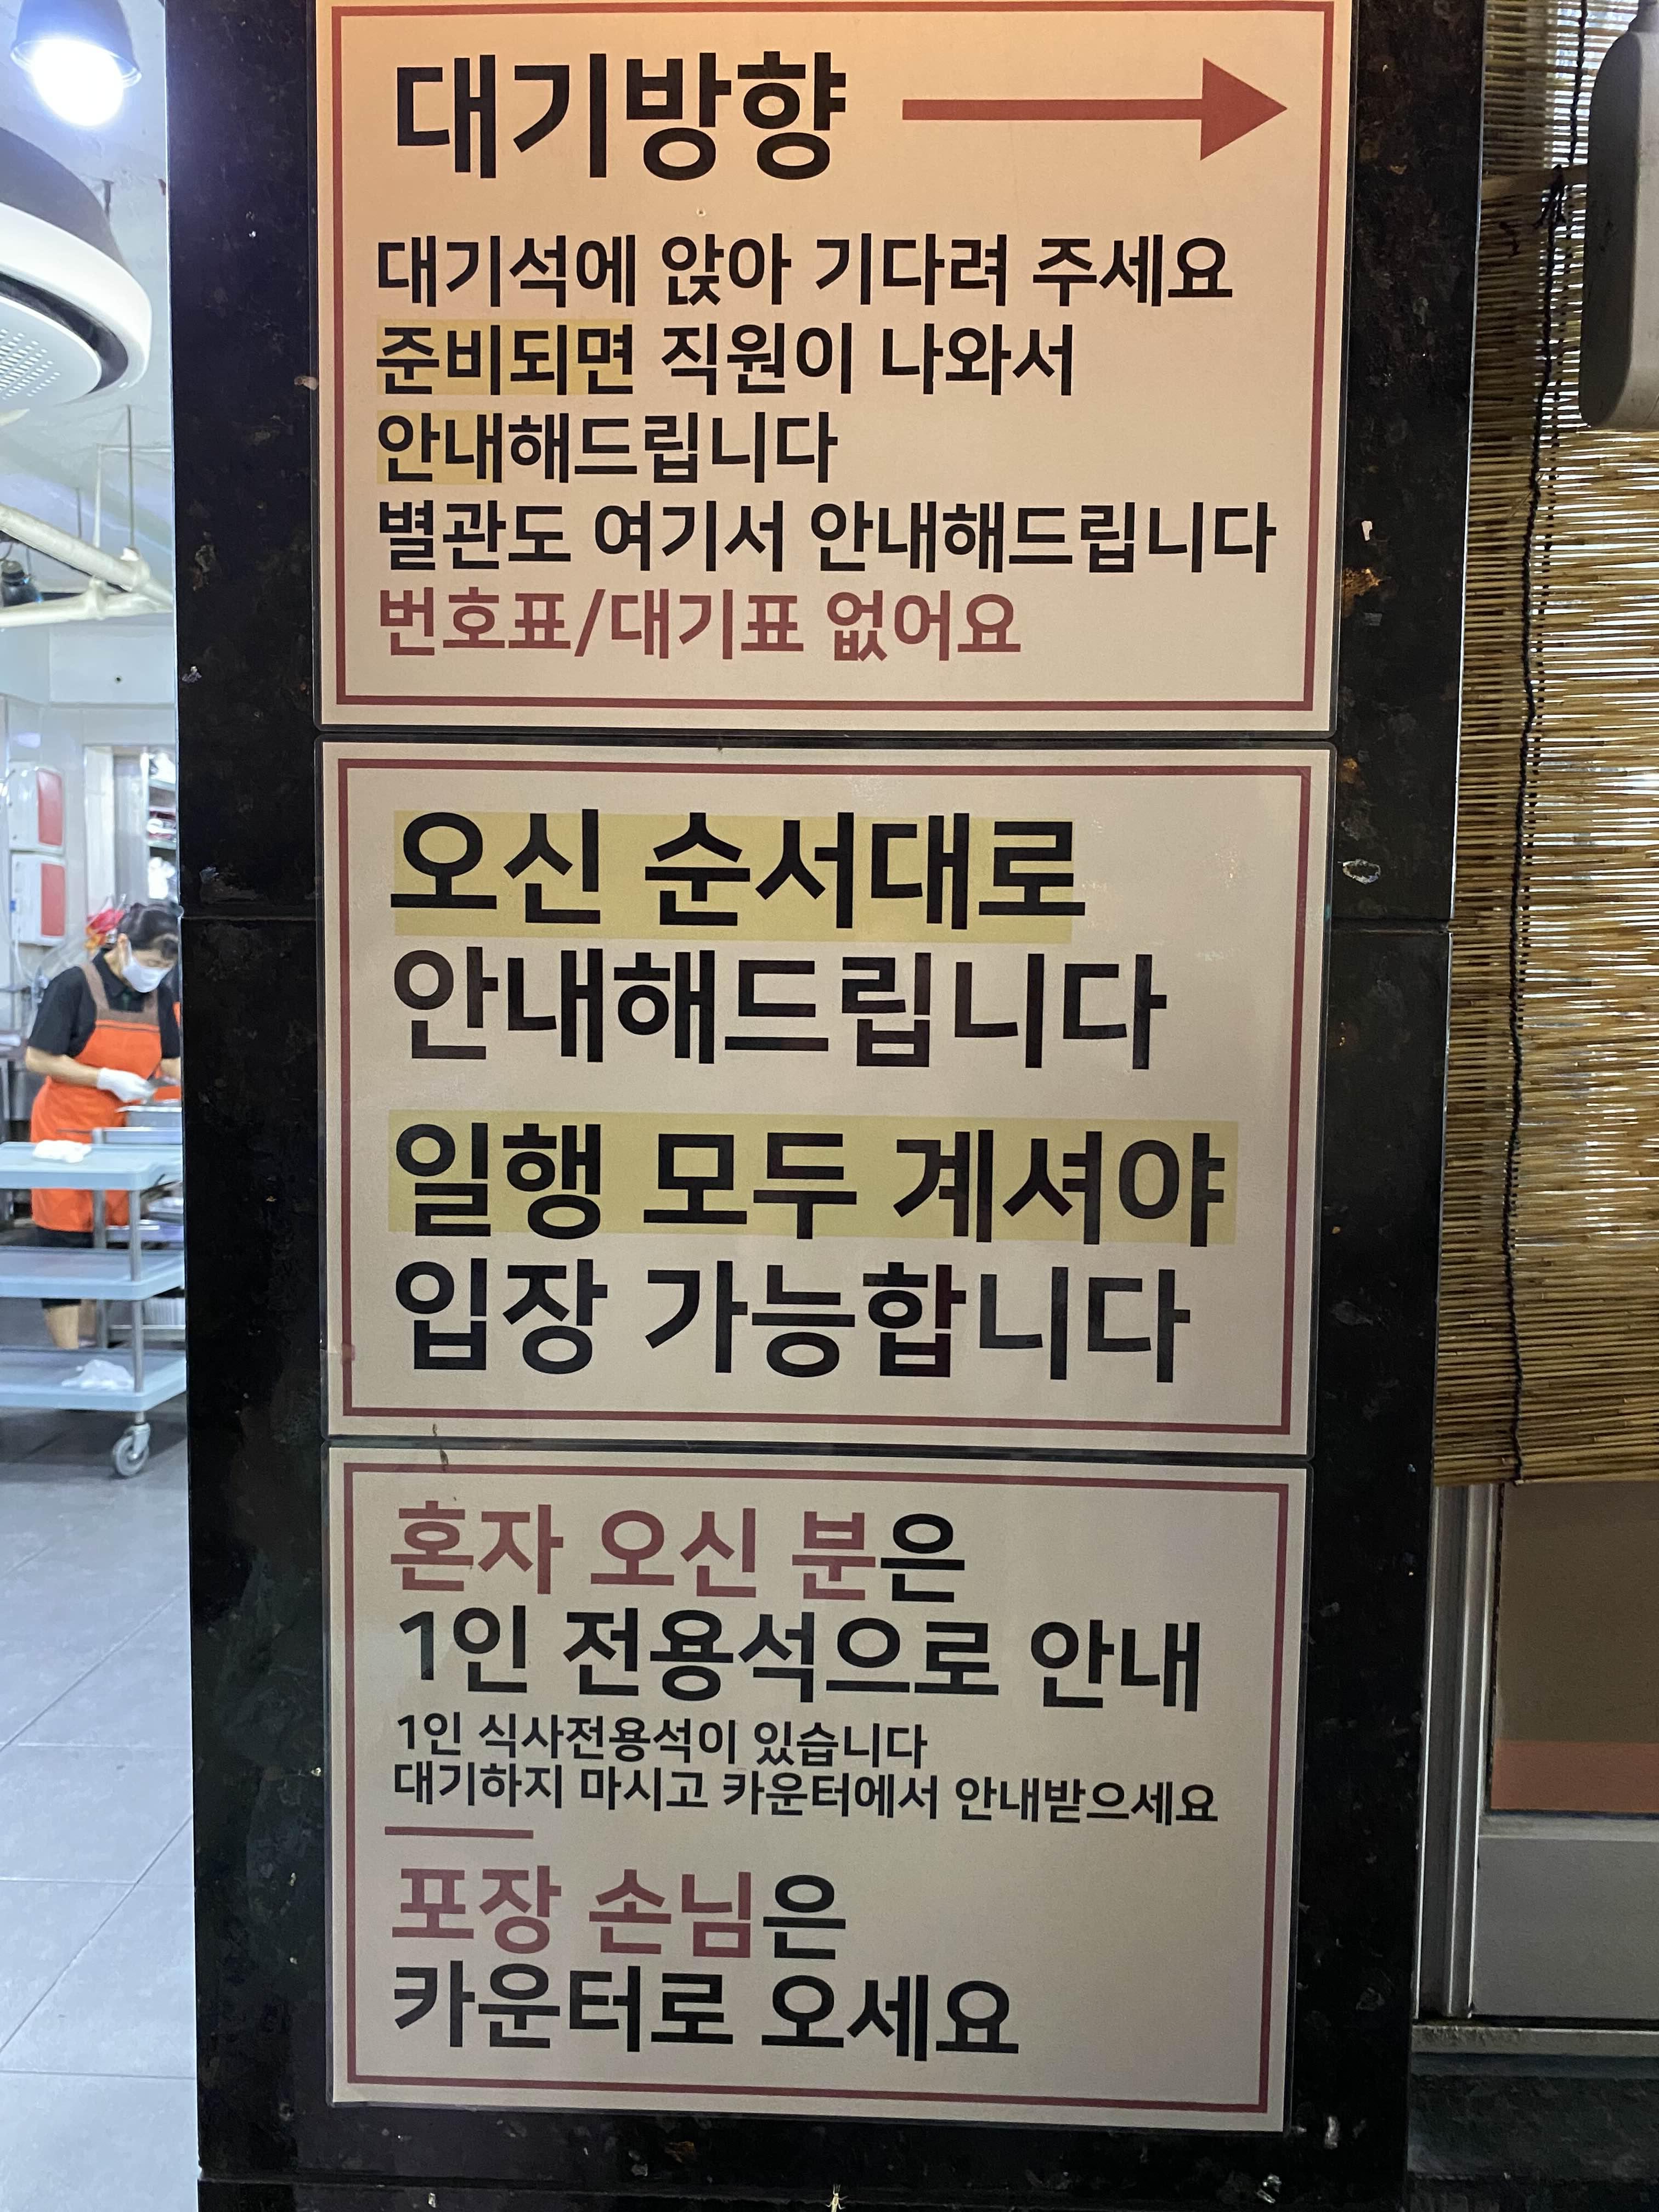 대기방향
대기석에 앉아 기다려 주세요
준비되면 직원이 나와서
안내해드립니다
별관도 여기서 안내해드립니다
번호표/대기표 없어요
오신 순서대로
안내해드립니다
일행 모두 계셔야
입장 가능합니다
혼자 오신 분은
1인 전용석으로 안내
1인 식사전용석이 있습니다
대기하지 마시고 카운터에서 안내받으세요
포장 손님은
카운터로 오세요